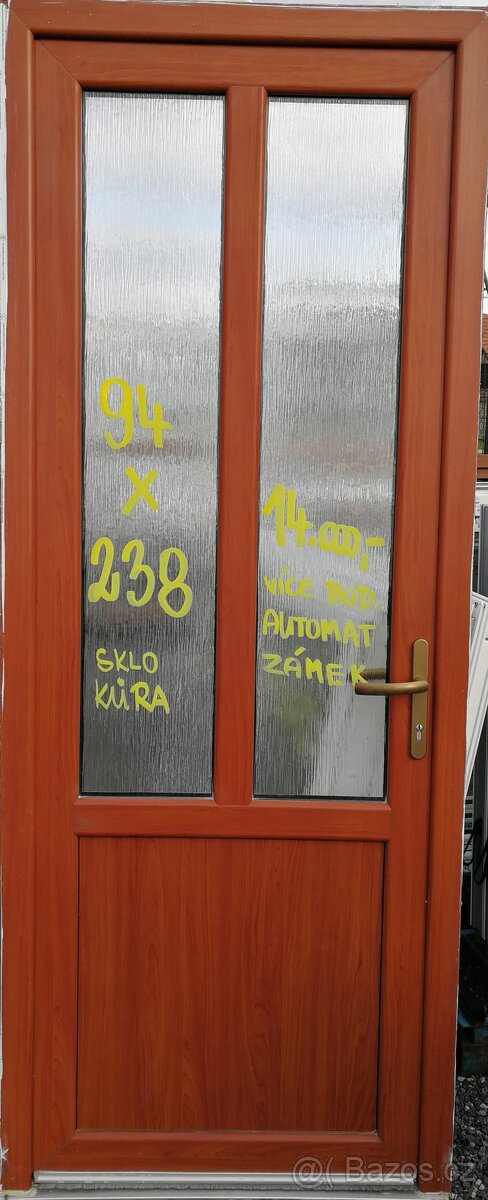 94
x
238
SKLO
KŮRA
14.000,-
VÍCE BOD.
AUTOMAT
ZÁMEK
@( Bazos.cz